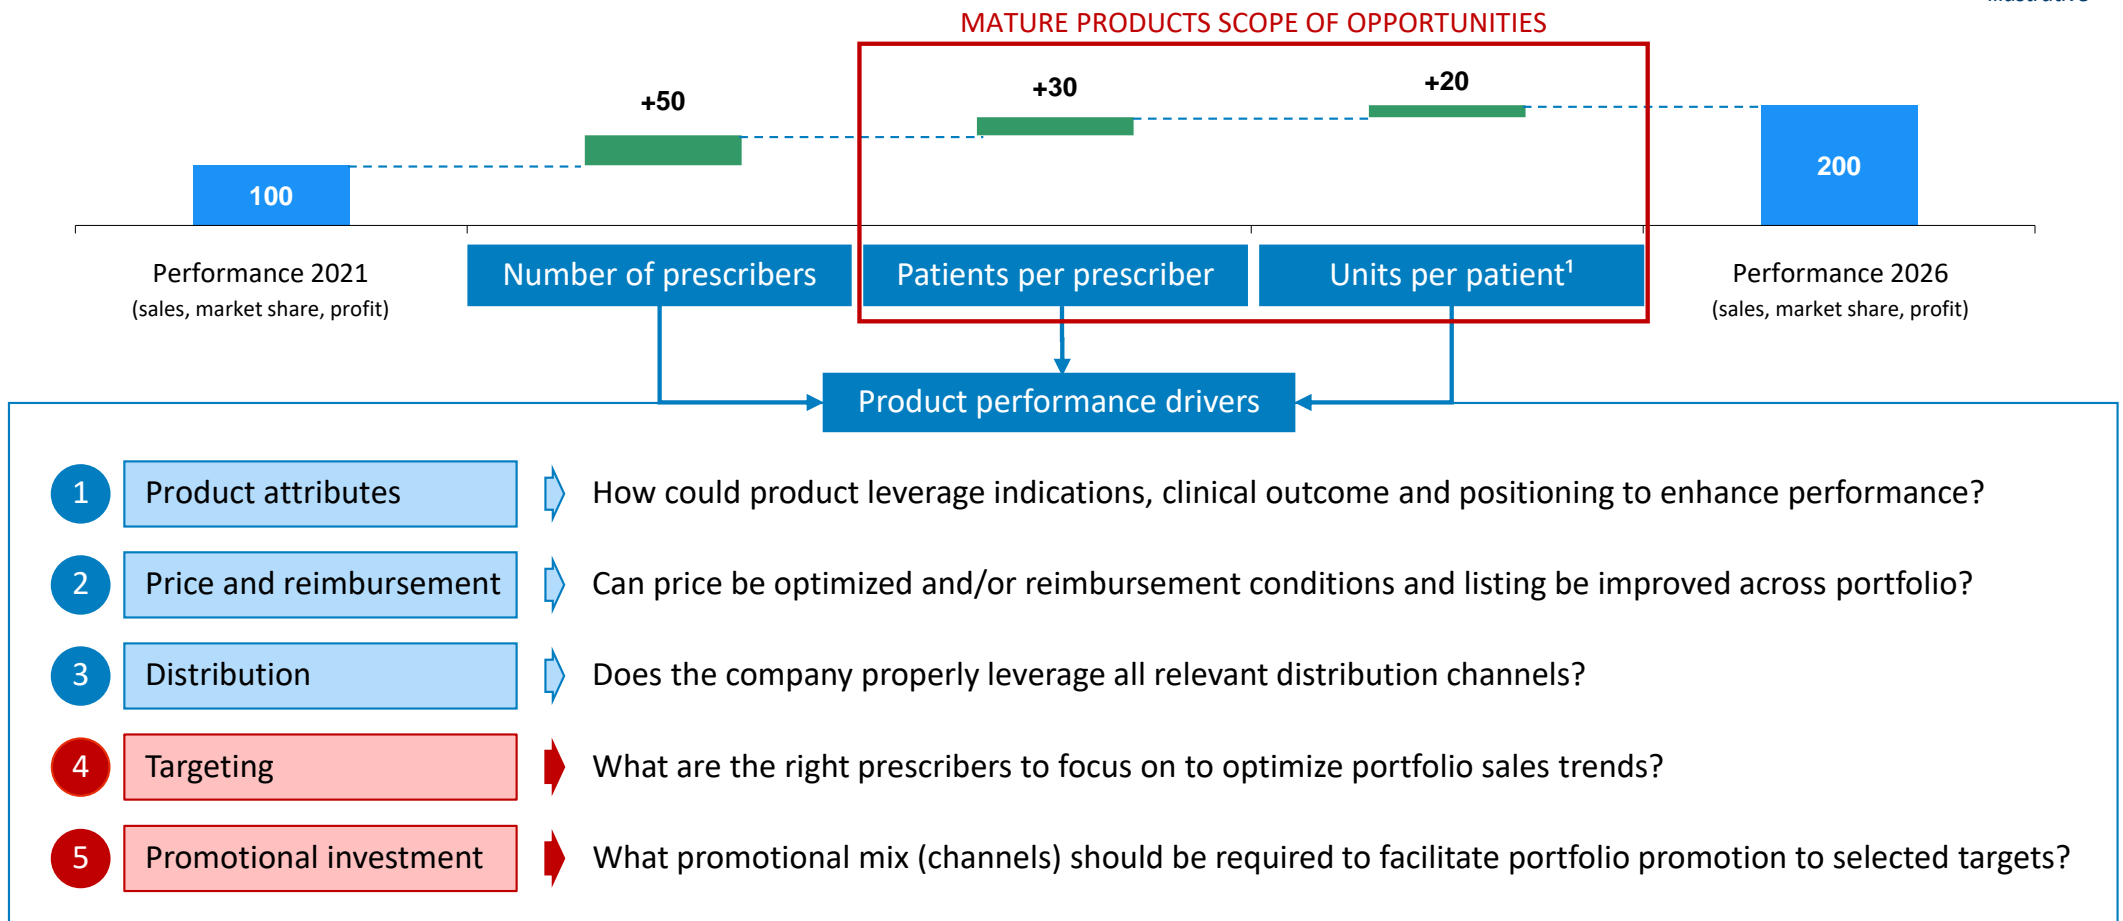 MATURE PRODUCTS SCOPE OF OPPORTUNITIES
+50
+30
+20
100
200
Performance 2021
(sales, market share, profit)
Number of prescribers
Patients per prescriber
Units per patient¹
Performance 2026
(sales, market share, profit)
Product performance drivers
1 Product attributes How could product leverage indications, clinical outcome and positioning to enhance performance?
2 Price and reimbursement Can price be optimized and/or reimbursement conditions and listing be improved across portfolio?
3 Distribution Does the company properly leverage all relevant distribution channels?
4 Targeting What are the right prescribers to focus on to optimize portfolio sales trends?
5 Promotional investment What promotional mix (channels) should be required to facilitate portfolio promotion to selected targets?